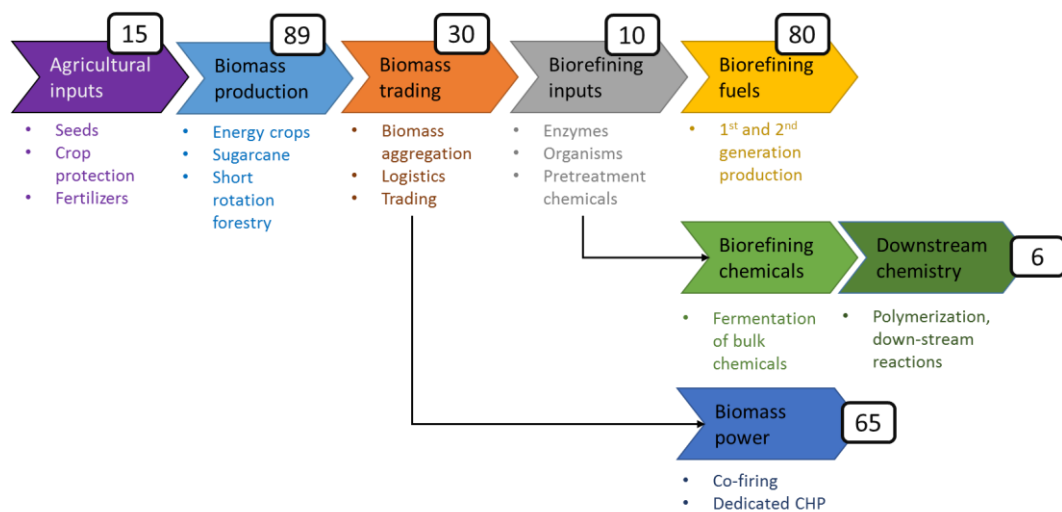 15
Agricultural
inputs
• Seeds
• Crop
protection
• Fertilizers
89
Biomass
production
• Energy crops
• Sugarcane
• Short
rotation
forestry
30
Biomass
trading
• Biomass
aggregation
• Logistics
• Trading
10
Biorefining
inputs
• Enzymes
• Organisms
• Pretreatment
chemicals
80
Biorefining
fuels
• 1st and 2nd
generation
production
Biorefining
chemicals
• Fermentation
of bulk
chemicals
Downstream
chemistry
6
• Polymerization,
down-stream
reactions
Biomass
power
65
• Co-firing
• Dedicated CHP